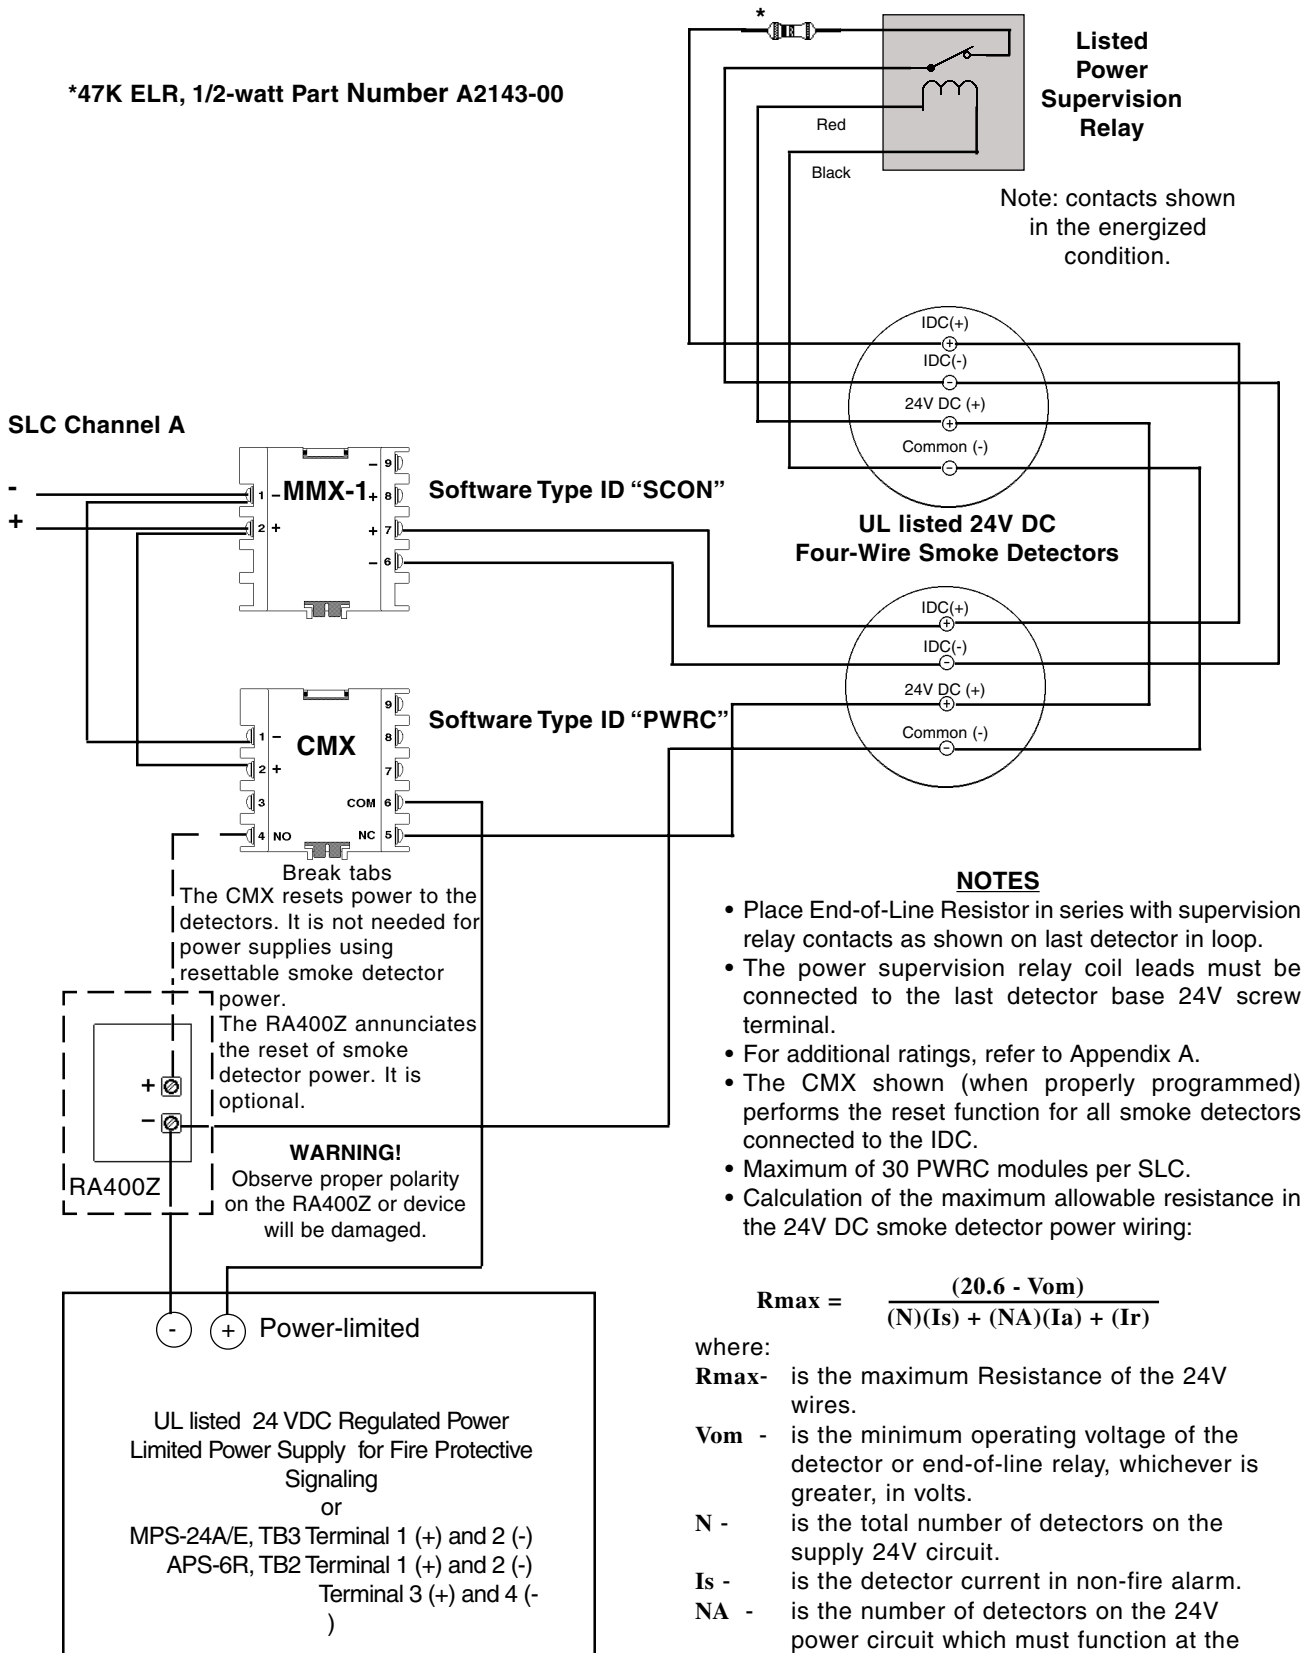 *
*47K ELR, 1/2-watt Part Number A2143-00
Listed
Power
Supervision
Relay
Red
Black
Note: contacts shown
in the energized
condition.
IDC(+)
+
IDC(-)
-
24V DC (+)
+
Common (-)
-
UL listed 24V DC
Four-Wire Smoke Detectors
SLC Channel A
-
+
MMX-1
1 -
2 +
- 9
+ 8
+ 7
- 6
Software Type ID “SCON”
IDC(+)
+
IDC(-)
-
24V DC (+)
+
Common (-)
-
CMX
1 -
2 +
3
4 NO
9
8
7
COM 6
NC 5
Software Type ID “PWRC”
Break tabs
The CMX resets power to the
detectors. It is not needed for
power supplies using
resettable smoke detector
power.
The RA400Z annunciates
the reset of smoke
detector power. It is
optional.
+
-
RA400Z
WARNING!
Observe proper polarity
on the RA400Z or device
will be damaged.
- + Power-limited
UL listed 24 VDC Regulated Power
Limited Power Supply for Fire Protective
Signaling
or
MPS-24A/E, TB3 Terminal 1 (+) and 2 (-)
APS-6R, TB2 Terminal 1 (+) and 2 (-)
Terminal 3 (+) and 4 (-
)
NOTES
• Place End-of-Line Resistor in series with supervision
relay contacts as shown on last detector in loop.
• The power supervision relay coil leads must be
connected to the last detector base 24V screw
terminal.
• For additional ratings, refer to Appendix A.
• The CMX shown (when properly programmed)
performs the reset function for all smoke detectors
connected to the IDC.
• Maximum of 30 PWRC modules per SLC.
• Calculation of the maximum allowable resistance in
the 24V DC smoke detector power wiring:
(20.6 - Vom)
Rmax =
(N)(Is) + (NA)(Ia) + (Ir)
where:
Rmax- is the maximum Resistance of the 24V
wires.
Vom - is the minimum operating voltage of the
detector or end-of-line relay, whichever is
greater, in volts.
N - is the total number of detectors on the
supply 24V circuit.
Is - is the detector current in non-fire alarm.
NA - is the number of detectors on the 24V
power circuit which must function at the